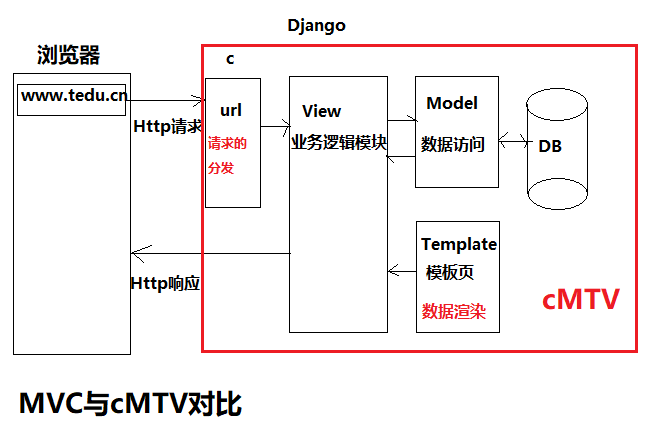 Django
浏览器
c
www.tedu.cn
Http请求
url
请求的
分发
View
业务逻辑模块
Model
数据访问
DB
Template
模板页
数据渲染
Http响应
cMTV
MVC与cMTV对比